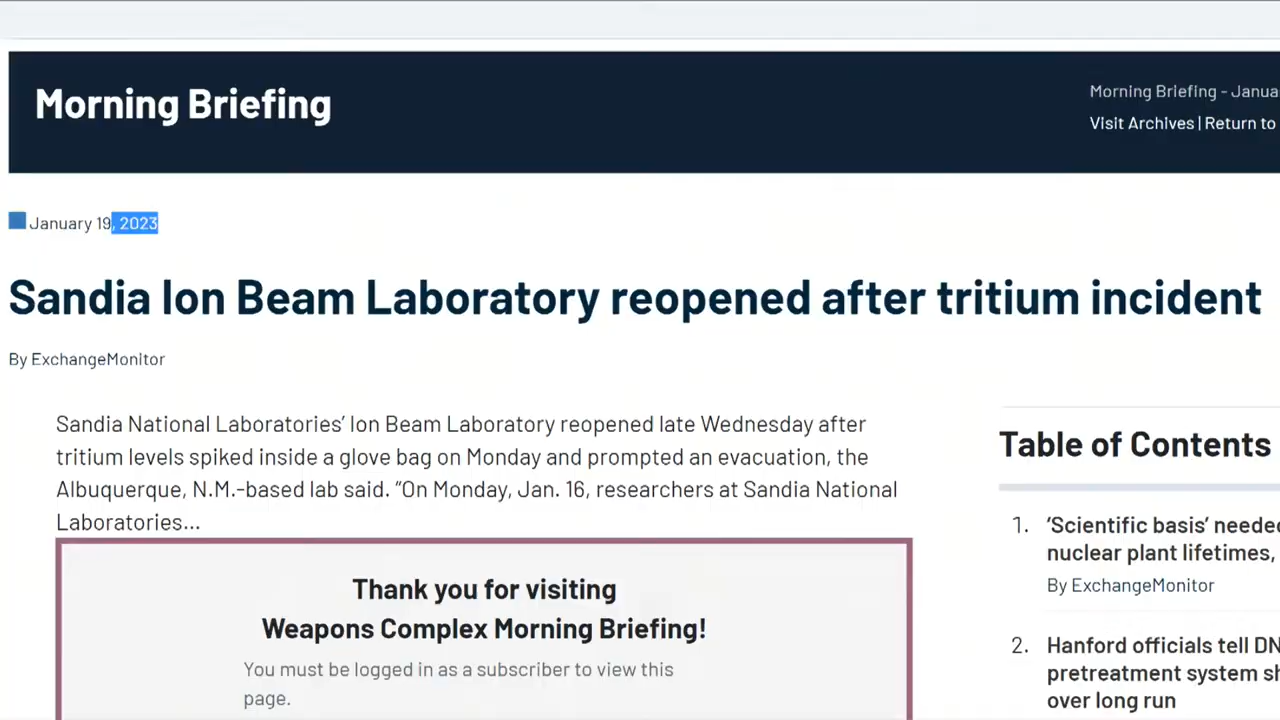 Morning Briefing
Morning Briefing -
Visit Archives | Return to
January 19, 2023
Sandia Ion Beam Laboratory reopened after tritium incident
By ExchangeMonitor
Sandia National Laboratories’ Ion Beam Laboratory reopened late Wednesday after
tritium levels spiked inside a glove bag on Monday and prompted an evacuation, the
Albuquerque, N.M.-based lab said. “On Monday, Jan. 16, researchers at Sandia National
Laboratories...
Thank you for visiting
Weapons Complex Morning Briefing!
You must be logged in as a subscriber to view this
page.
Table of Contents
1. ‘Scientific basis’
nuclear plant lifetimes,
By ExchangeMonitor
2. Hanford officials tell
pretreatment system
over long run